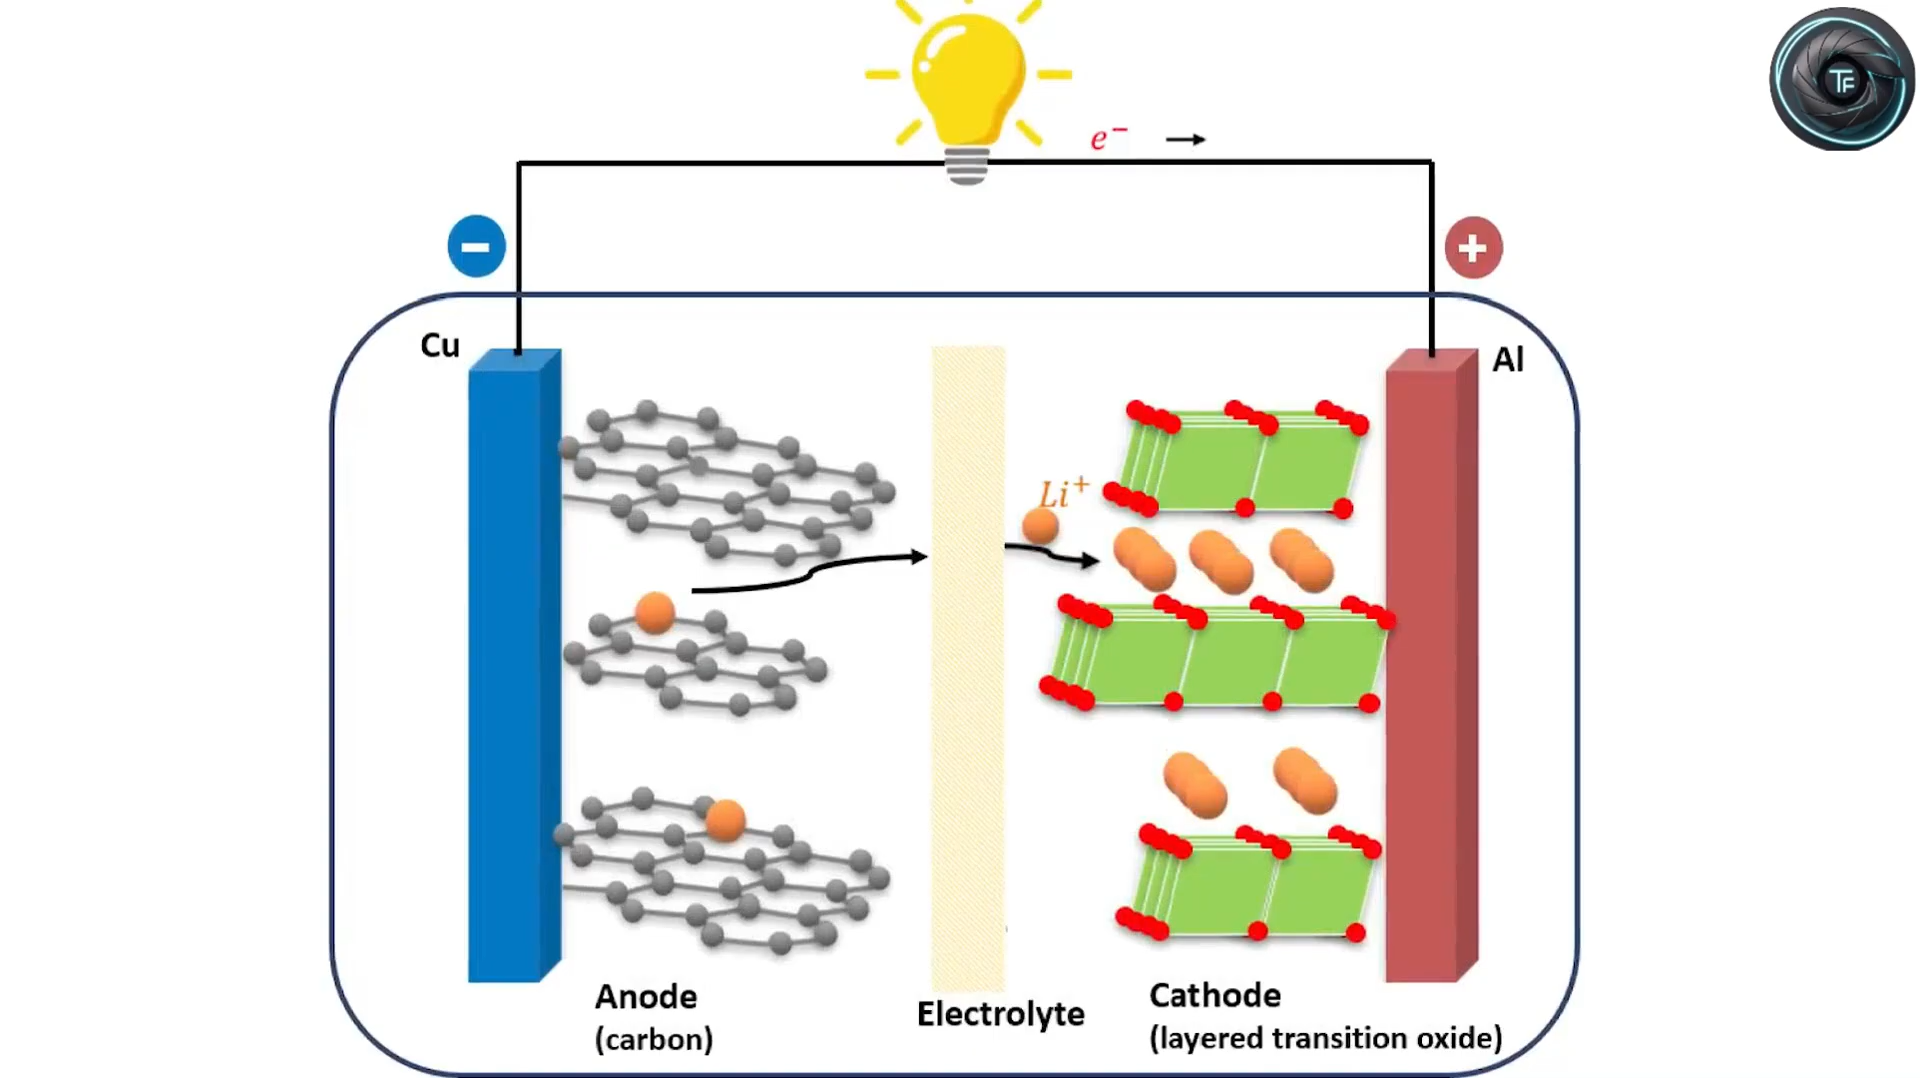 TF
e⁻ →
−
+
Cu
Al
Li⁺
Anode
(carbon)
Electrolyte
Cathode
(layered transition oxide)